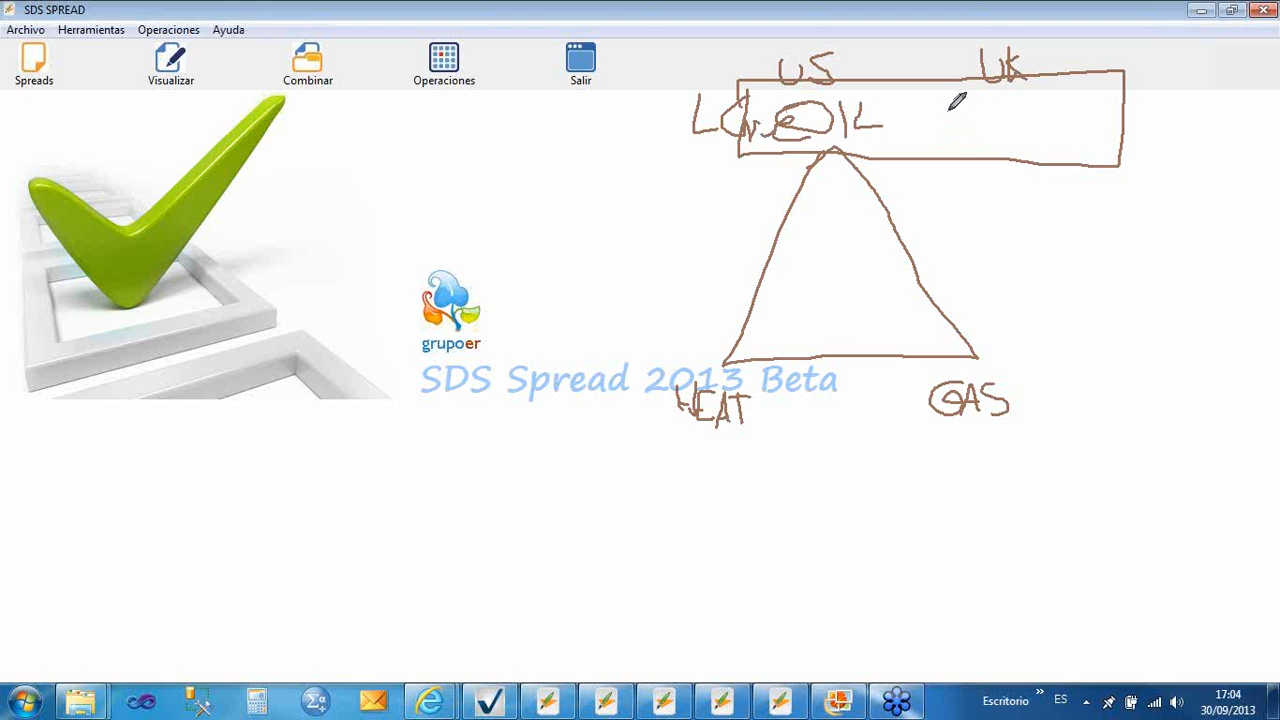 SDS SPREAD
Archivo Herramientas Operaciones Ayuda
Spreads Visualizar Combinar Operaciones Salir
US UK
OIL
grupoer
SDS Spread 2013 Beta
HEAT GAS
Escritorio ES 17:04
30/09/2013